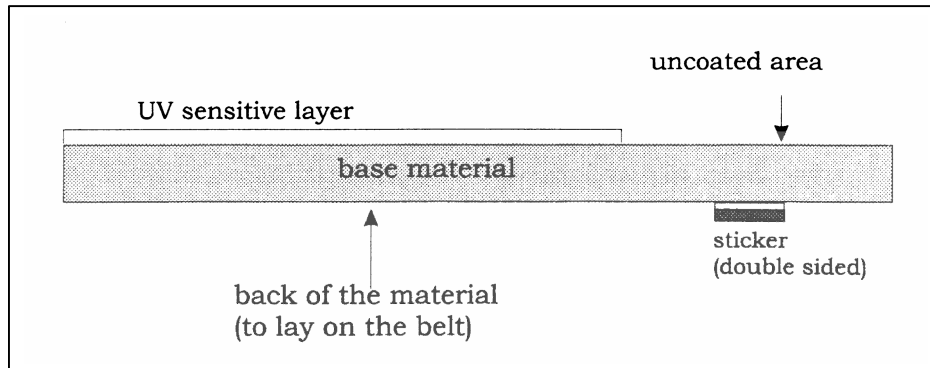 uncoated area
UV sensitive layer
base material
sticker
(double sided)
back of the material
(to lay on the belt)